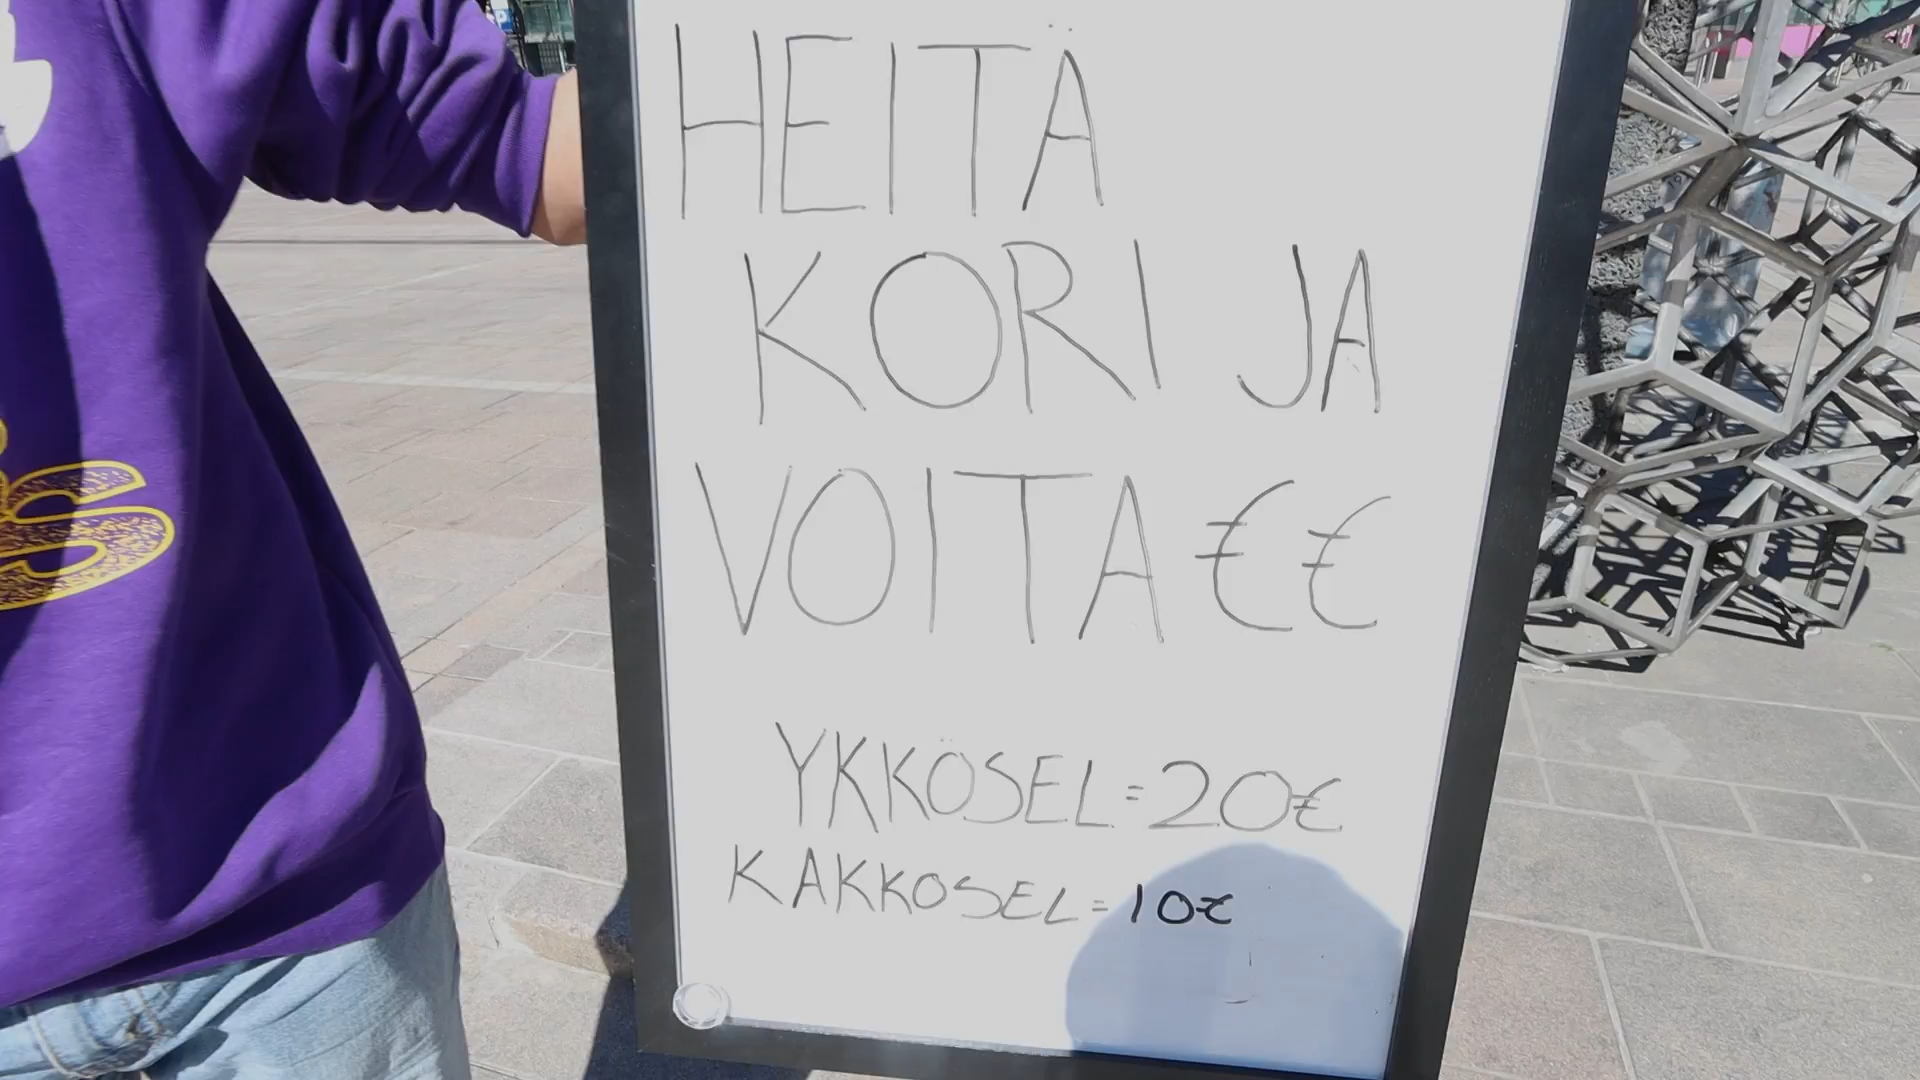 HEITÄ
KORI JA
VOITA €€
YKKÖSEL = 20€
KAKKOSEL = 10€
S
P